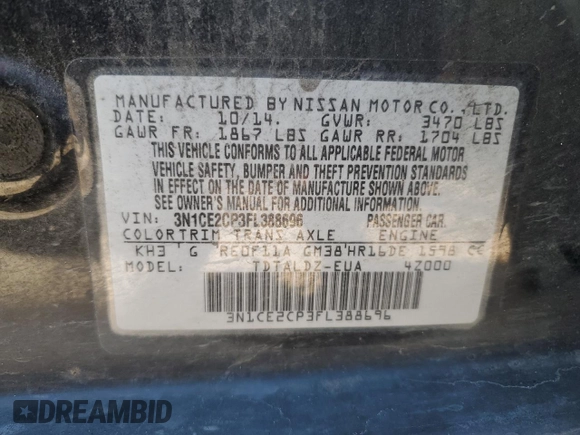 MANUFACTURED BY NISSAN MOTOR CO., LTD.
DATE: 10/14. GVWR: 3470 LBS
GAWR FR: 1867 LBS GAWR RR: 1704 LBS
THIS VEHICLE CONFORMS TO ALL APPLICABLE FEDERAL MOTOR
VEHICLE SAFETY, BUMPER AND THEFT PREVENTION STANDARDS
IN EFFECT ON THE DATE OF MANUFACTURE SHOWN ABOVE.
SEE OWNER'S MANUAL FOR ADDITIONAL INFORMATION.
VIN: 3N1CE2CP3FL388696 PASSENGER CAR.
COLOR TRIM TRANS AXLE ENGINE
KH3 G RE0F11A GM38 HR16DE 1598 CC
MODEL: TDTALDZ-EUA 4Z000
3N1CE2CP3FL388696
DREAMBID